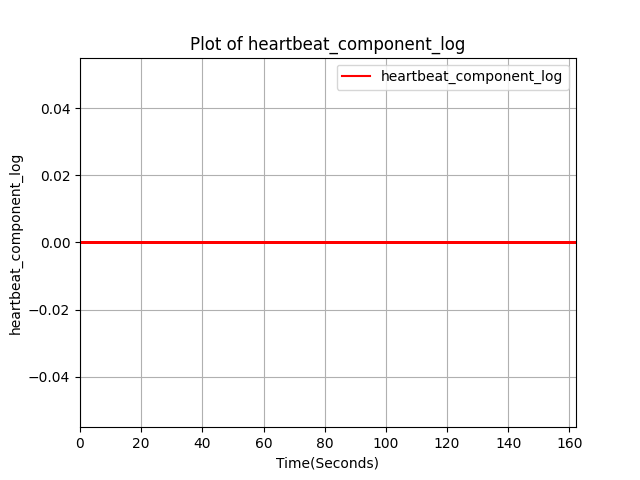 Plot of heartbeat_component_log
heartbeat_component_log
0.04
0.02
0.00
−0.02
−0.04
heartbeat_component_log
0 20 40 60 80 100 120 140 160
Time(Seconds)